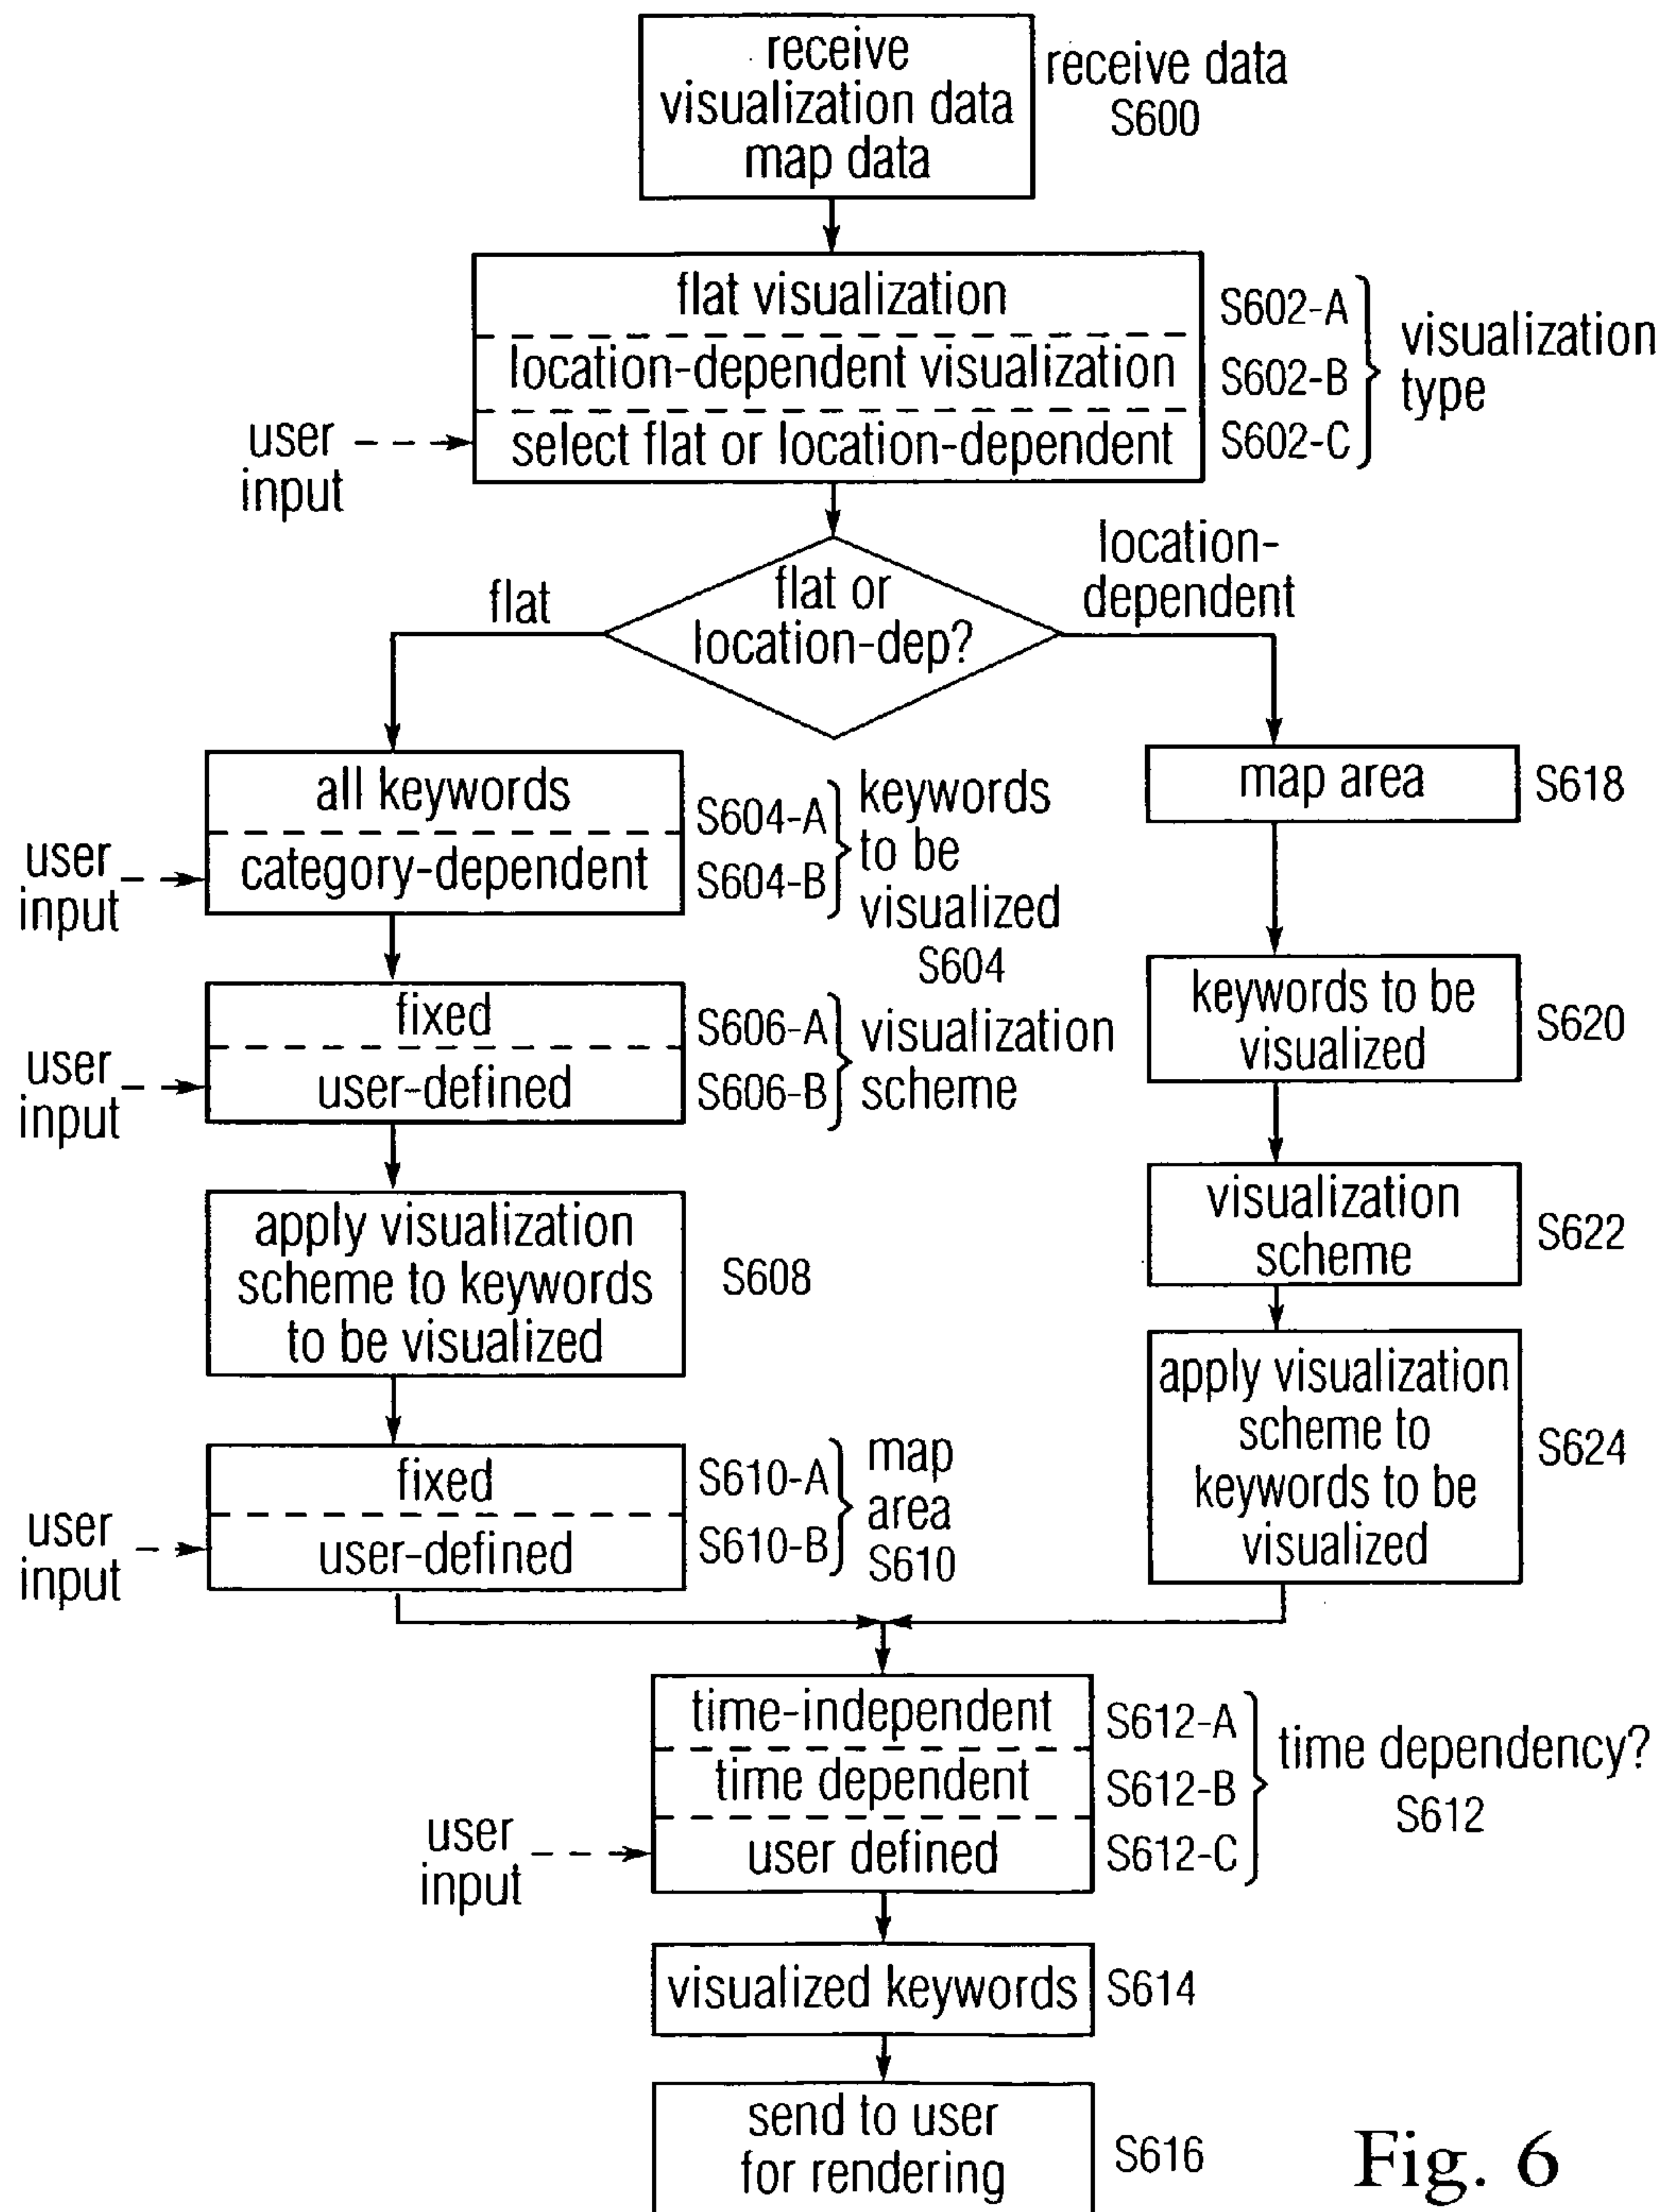 receive
visualization data
map data
receive data
S600
flat visualization
location-dependent visualization
select flat or location-dependent
S602-A
S602-B
S602-C
visualization
type
user
input
flat
flat or
location-dep?
location-
dependent
all keywords
category-dependent
S604-A
S604-B
keywords
to be
visualized
S604
user
input
map area
S618
fixed
user-defined
S606-A
S606-B
visualization
scheme
user
input
keywords to be
visualized
S620
apply visualization
scheme to keywords
to be visualized
S608
visualization
scheme
S622
fixed
user-defined
S610-A
S610-B
map
area
S610
user
input
apply visualization
scheme to
keywords to be
visualized
S624
time-independent
time dependent
user defined
S612-A
S612-B
S612-C
time dependency?
S612
user
input
visualized keywords
S614
send to user
for rendering
S616
Fig. 6